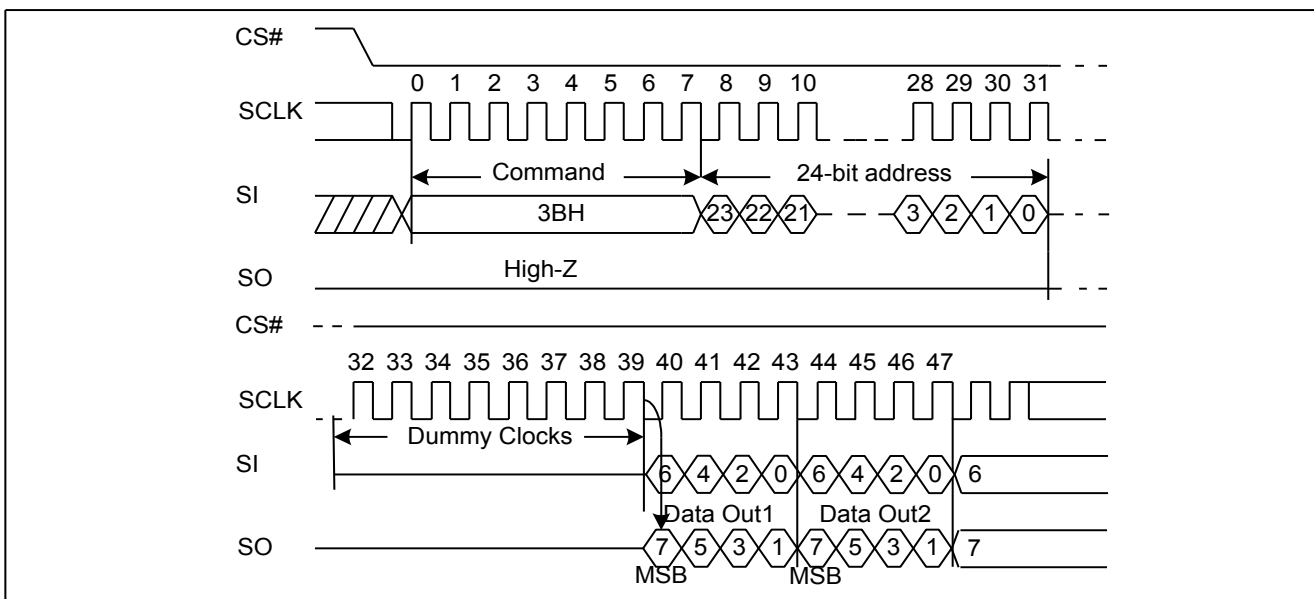 CS#
0 1 2 3 4 5 6 7 8 9 10 28 29 30 31
SCLK
Command 24-bit address
SI
3BH 23 22 21 3 2 1 0
High-Z
SO
CS#
32 33 34 35 36 37 38 39 40 41 42 43 44 45 46 47
SCLK
Dummy Clocks
SI
6 4 2 0 6 4 2 0 6
Data Out1 Data Out2
SO
7 5 3 1 7 5 3 1 7
MSB MSB